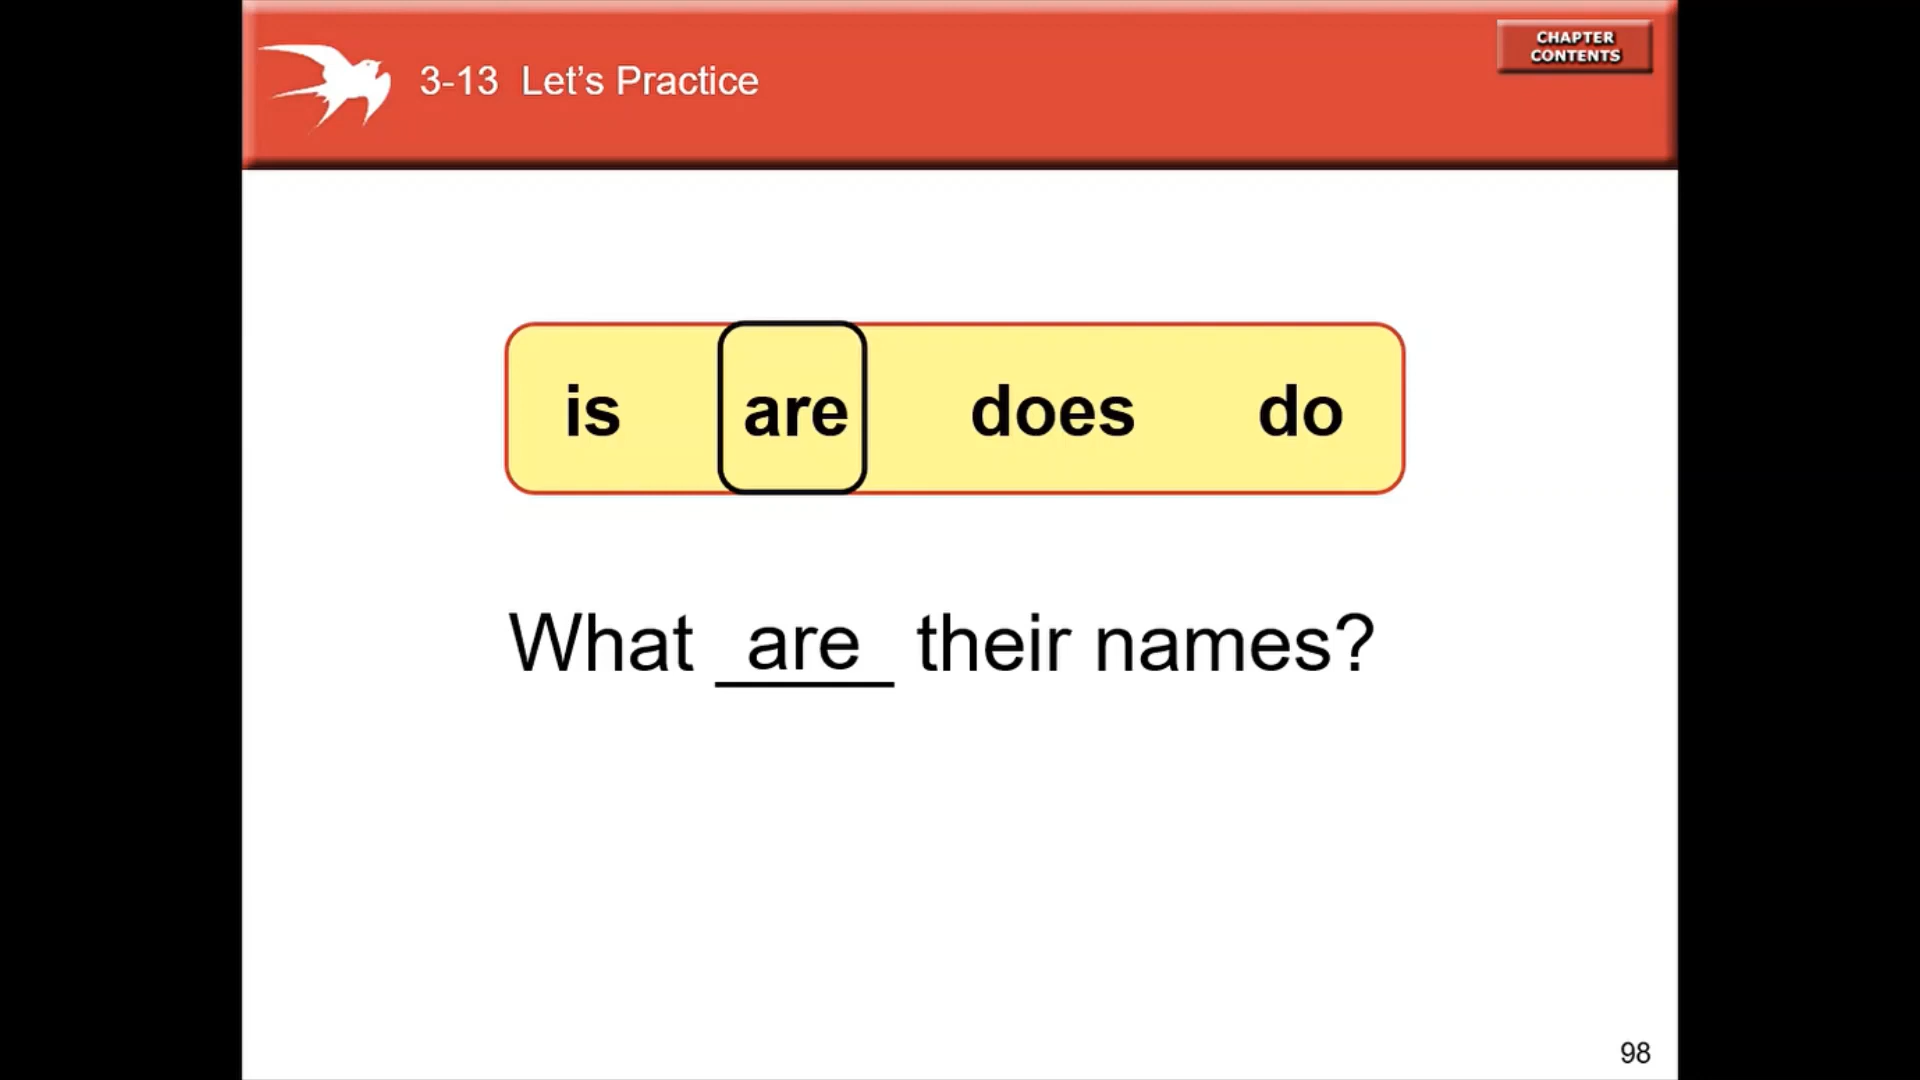 3-13 Let’s Practice
CHAPTER
CONTENTS
is are does do
What are their names?
98